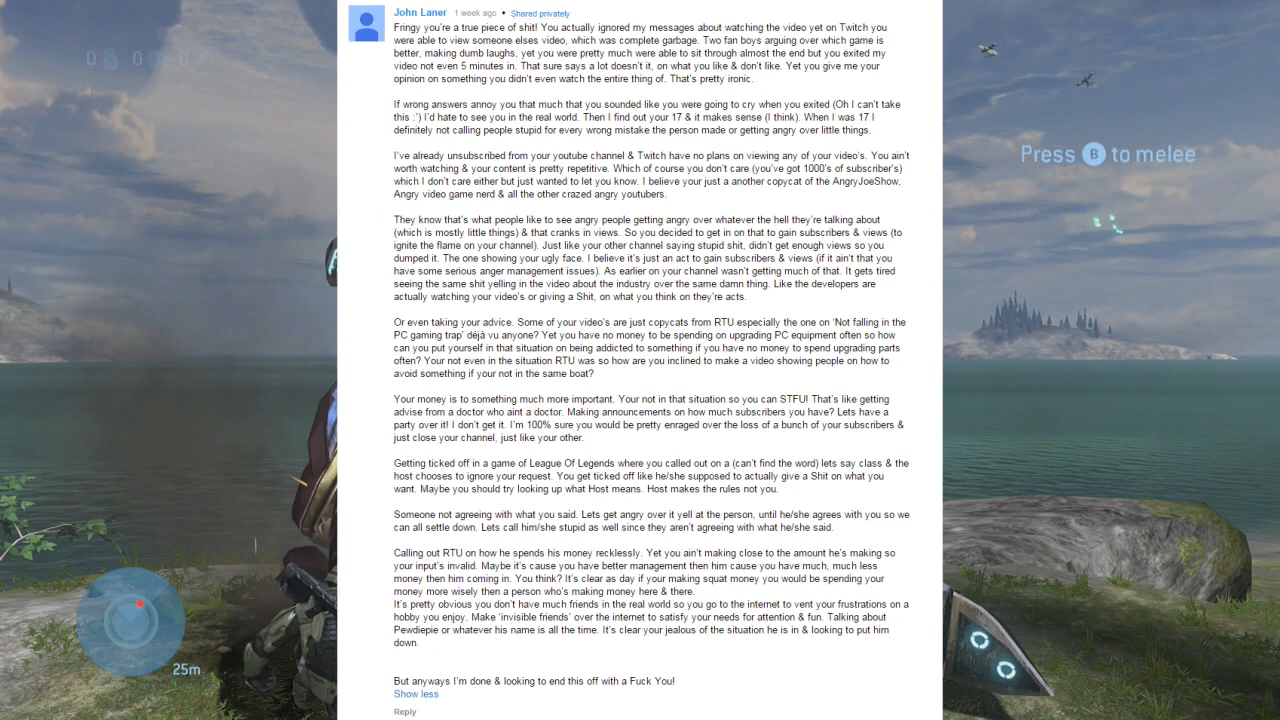 John Laner 1 week ago • Shared privately
Fringy you're a true piece of shit! You actually ignored my messages about watching the video yet on Twitch you
were able to view someone elses video, which was complete garbage. Two fan boys arguing over which game is
better, making dumb laughs, yet you were pretty much were able to sit through almost the end but you exited my
video not even 5 minutes in. That sure says a lot doesn't it, on what you like & don't like. Yet you give me your
opinion on something you didn't even watch the entire thing of. That's pretty ironic.
If wrong answers annoy you that much that you sounded like you were going to cry when you exited (Oh I can't take
this :') I'd hate to see you in the real world. Then I find out your 17 & it makes sense (I think). When I was 17 I
definitely not calling people stupid for every wrong mistake the person made or getting angry over little things.
I've already unsubscribed from your youtube channel & Twitch have no plans on viewing any of your video's. You ain't
worth watching & your content is pretty repetitive. Which of course you don't care (you've got 1000's of subscriber's)
which I don't care either but just wanted to let you know. I believe your just a another copycat of the AngryJoeShow,
Angry video game nerd & all the other crazed angry youtubers.
They know that's what people like to see angry people getting angry over whatever the hell they're talking about
(which is mostly little things) & that cranks in views. So you decided to get in on that to gain subscribers & views (to
ignite the flame on your channel). Just like your other channel saying stupid shit, didn't get enough views so you
dumped it. The one showing your ugly face. I believe it's just an act to gain subscribers & views (if it ain't that you
have some serious anger management issues). As earlier on your channel wasn't getting much of that. It gets tired
seeing the same shit yelling in the video about the industry over the same damn thing. Like the developers are
actually watching your video's or giving a Shit, on what you think on they're acts.
Or even taking your advice. Some of your video's are just copycats from RTU especially the one on 'Not falling in the
PC gaming trap' déjà vu anyone? Yet you have no money to be spending on upgrading PC equipment often so how
can you put yourself in that situation on being addicted to something if you have no money to spend upgrading parts
often? Your not even in the situation RTU was so how are you inclined to make a video showing people on how to
avoid something if your not in the same boat?
Your money is to something much more important. Your not in that situation so you can STFU! That's like getting
advise from a doctor who aint a doctor. Making announcements on how much subscribers you have? Lets have a
party over it! I don't get it. I'm 100% sure you would be pretty enraged over the loss of a bunch of your subscribers &
just close your channel, just like your other.
Getting ticked off in a game of League Of Legends where you called out on a (can't find the word) lets say class & the
host chooses to ignore your request. You get ticked off like he/she supposed to actually give a Shit on what you
want. Maybe you should try looking up what Host means. Host makes the rules not you.
Someone not agreeing with what you said. Lets get angry over it yell at the person, until he/she agrees with you so we
can all settle down. Lets call him/she stupid as well since they aren't agreeing with what he/she said.
Calling out RTU on how he spends his money recklessly. Yet you ain't making close to the amount he's making so
your input's invalid. Maybe it's cause you have better management then him cause you have much, much less
money then him coming in. You think? It's clear as day if your making squat money you would be spending your
money more wisely then a person who's making money here & there.
It's pretty obvious you don't have much friends in the real world so you go to the internet to vent your frustrations on a
hobby you enjoy. Make 'invisible friends' over the internet to satisfy your needs for attention & fun. Talking about
Pewdiepie or whatever his name is all the time. It's clear your jealous of the situation he is in & looking to put him
down.
But anyways I'm done & looking to end this off with a Fuck You!
Show less
Reply
Press B to melee
25m